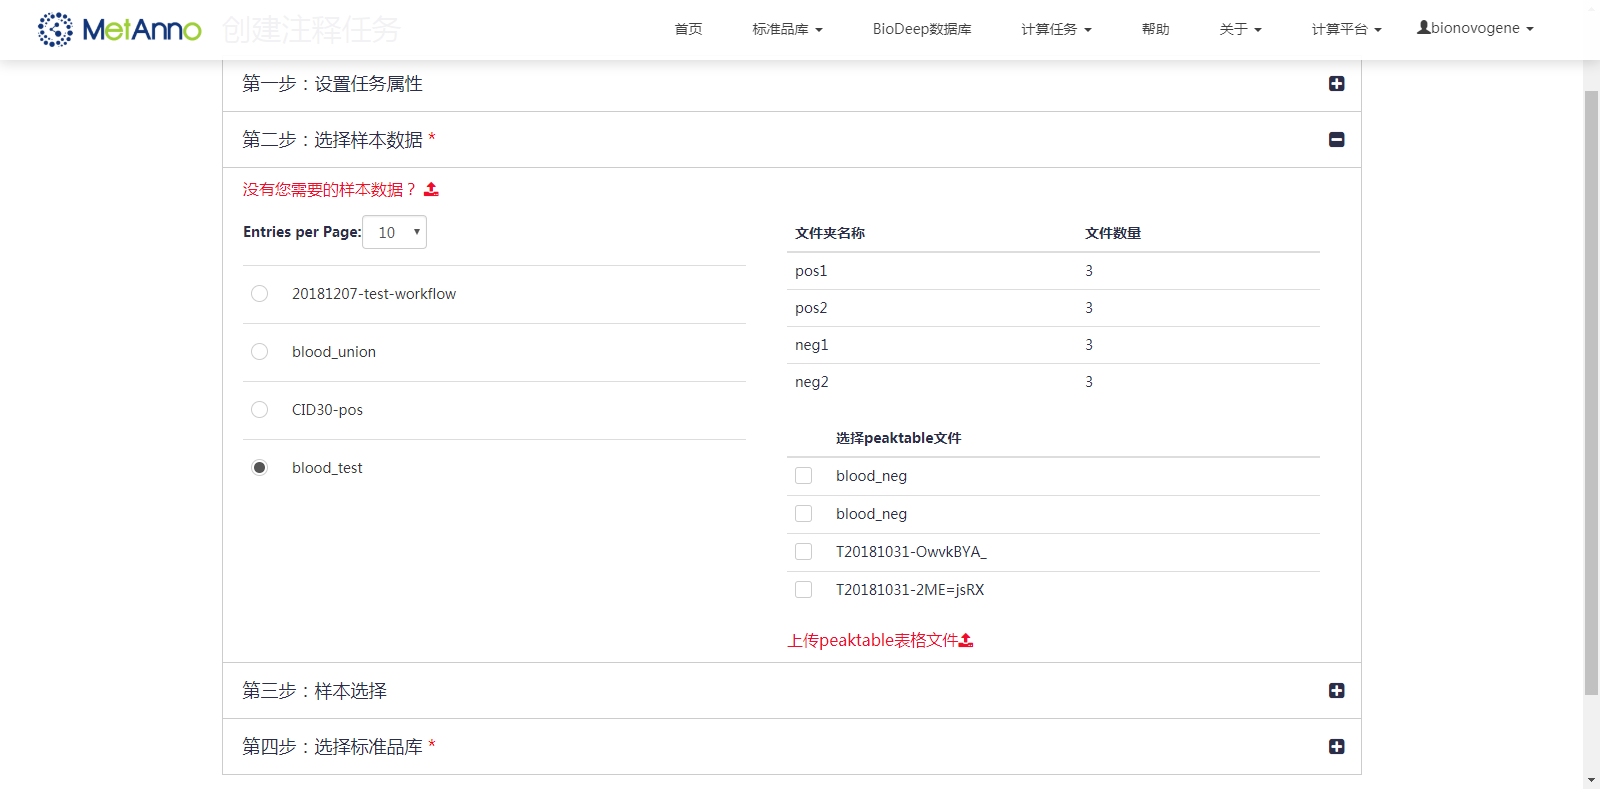 MetAnno 创建注释任务 首页 标准品库 BioDeep数据库 计算任务 帮助 关于 计算平台 bionovogene
第一步：设置任务属性
第二步：选择样本数据 *
没有您需要的样本数据？
Entries per Page: 10
20181207-test-workflow
blood_union
CID30-pos
blood_test
文件夹名称 文件数量
pos1 3
pos2 3
neg1 3
neg2 3
选择peaktable文件
blood_neg
blood_neg
T20181031-OwvkBYA_
T20181031-2ME=jsRX
上传peaktable表格文件
第三步：样本选择
第四步：选择标准品库 *